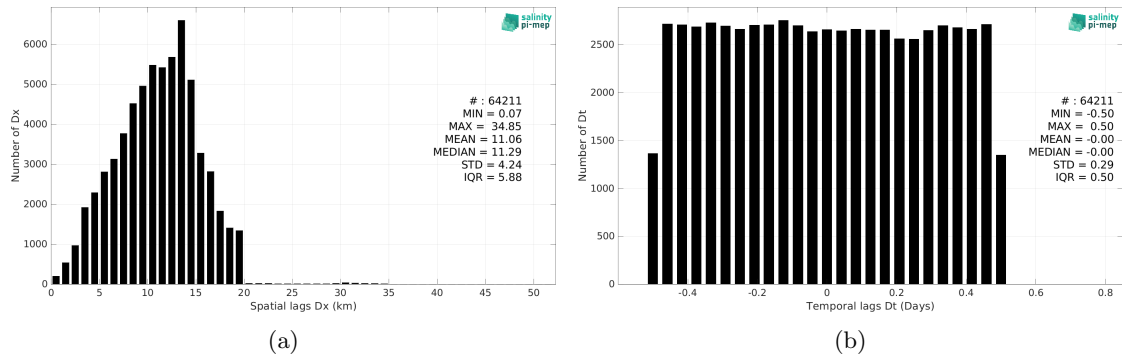 salinity
pi-mep
Number of Dx
6000
5000
4000
3000
2000
1000
0
# : 64211
MIN = 0.07
MAX = 34.85
MEAN = 11.06
MEDIAN = 11.29
STD = 4.24
IQR = 5.88
0 5 10 15 20 25 30 35 40 45 50
Spatial lags Dx (km)
(a)
salinity
pi-mep
Number of Dt
2500
2000
1500
1000
500
0
# : 64211
MIN = -0.50
MAX = 0.50
MEAN = -0.00
MEDIAN = -0.00
STD = 0.29
IQR = 0.50
-0.4 -0.2 0 0.2 0.4 0.6 0.8
Temporal lags Dt (Days)
(b)